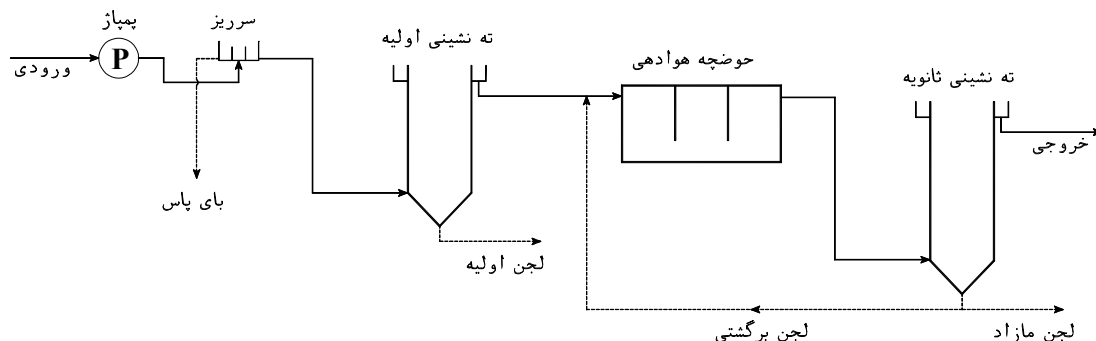 پمپاژ
سرریز
P
ورودی
بای پاس
ته نشینی اولیه
لجن اولیه
حوضچه هوادهی
ته نشینی ثانویه
خروجی
لجن برگشتی
لجن مازاد